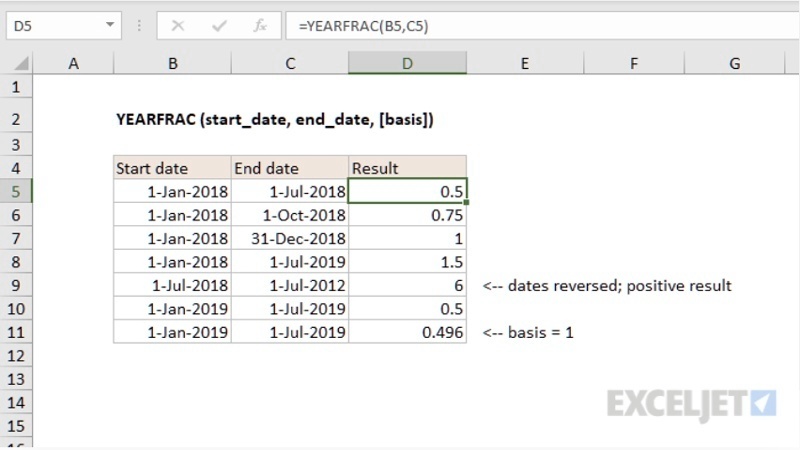 D5 fx =YEARFRAC(B5,C5)
A B C D E F G
1
2 YEARFRAC (start_date, end_date, [basis])
3
4 Start date End date Result
5 1-Jan-2018 1-Jul-2018 0.5
6 1-Jan-2018 1-Oct-2018 0.75
7 1-Jan-2018 31-Dec-2018 1
8 1-Jan-2018 1-Jul-2019 1.5
9 1-Jul-2018 1-Jul-2012 6 <-- dates reversed; positive result
10 1-Jan-2019 1-Jul-2019 0.5
11 1-Jan-2019 1-Jul-2019 0.496 <-- basis = 1
12
13
14 EXCELJET
15